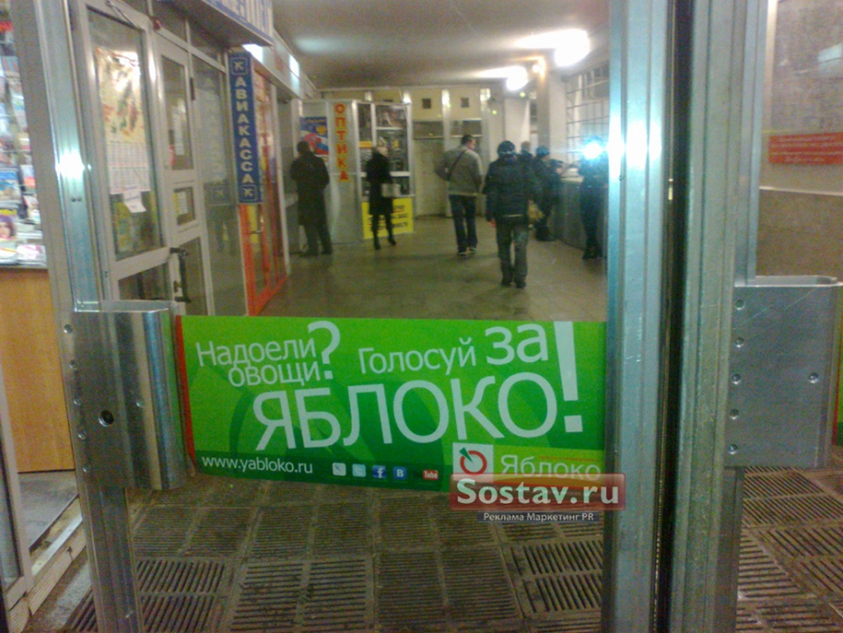 АВИАКАССА
ОПТИКА
Надоели
овощи?
Голосуй за
ЯБЛОКО!
www.yabloko.ru
Яблоко
Sostav.ru
Реклама Маркетинг PR